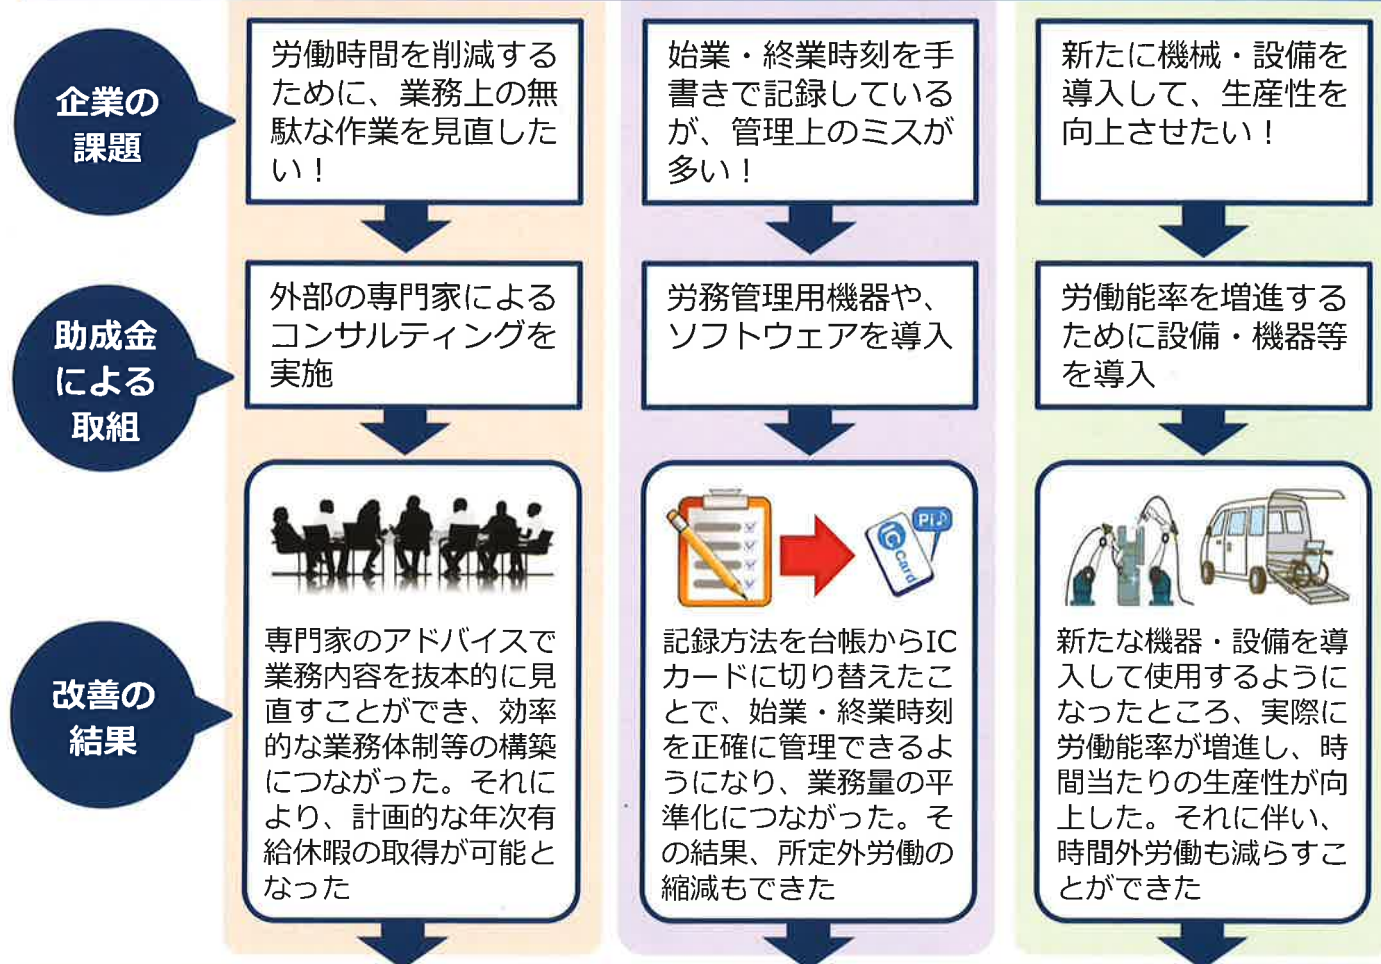 企業の
課題
労働時間を削減する
ために、業務上の無
駄な作業を見直した
い！
始業・終業時刻を手
書きで記録している
が、管理上のミスが
多い！
新たに機械・設備を
導入して、生産性を
向上させたい！
助成金
による
取組
外部の専門家による
コンサルティングを
実施
労務管理用機器や、
ソフトウェアを導入
労働能率を増進する
ために設備・機器等
を導入
改善の
結果
専門家のアドバイスで
業務内容を抜本的に見
直すことができ、効率
的な業務体制等の構築
につながった。それに
より、計画的な年次有
給休暇の取得が可能と
なった
IC
Card
Pi♪
記録方法を台帳からIC
カードに切り替えたこ
とで、始業・終業時刻
を正確に管理できるよ
うになり、業務量の平
準化につながった。そ
の結果、所定外労働の
縮減もできた
新たな機器・設備を導
入して使用するように
なったところ、実際に
労働能率が増進し、時
間当たりの生産性が向
上した。それに伴い、
時間外労働も減らすこ
とができた